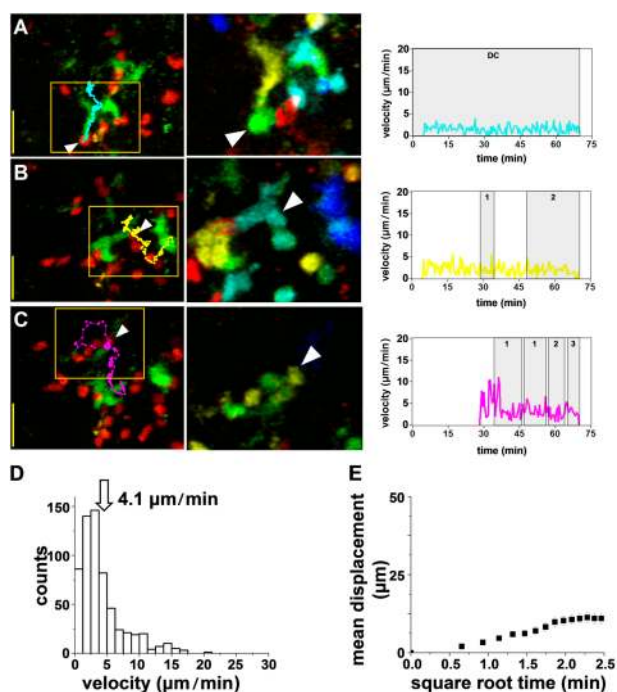 A
DC
20
15
10
5
0
0 15 30 45 60 75
velocity (μm/min)
time (min)
B
1 2
20
15
10
5
0
0 15 30 45 60 75
velocity (μm/min)
time (min)
C
1 1 2 3
20
15
10
5
0
0 15 30 45 60 75
velocity (μm/min)
time (min)
D
4.1 μm/min
150
100
50
0
0 5 10 15 20 25 30
counts
velocity (μm/min)
E
50
25
0
0.0 0.5 1.0 1.5 2.0 2.5
mean displacement
(μm)
square root time (min)